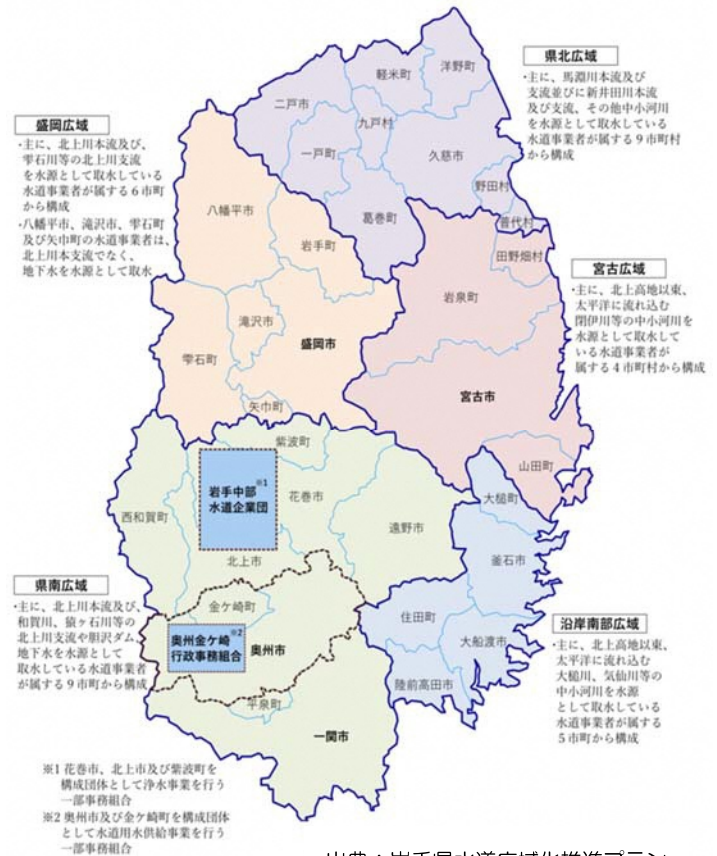 県北広域
・主に、馬淵川本流及び
支流並びに新井田川本流
及び支流、その他中小河川
を水源として取水している
水道事業者が属する9市町村
から構成
盛岡広域
・主に、北上川本流及び、
雫石川等の北上川支流
を水源として取水している
水道事業者が属する6市町
から構成
・八幡平市、滝沢市、雫石町
及び矢巾町の水道事業者は、
北上川本支流でなく、
地下水を水源として取水
宮古広域
・主に、北上高地以東、
太平洋に流れ込む
閉伊川等の中小河川を
水源として取水して
いる水道事業者が
属する4市町村から構成
洋野町
軽米町
二戸市
九戸村
一戸町
久慈市
野田村
普代村
葛巻町
八幡平市
岩手町
田野畑村
岩泉町
滝沢市
盛岡市
雫石町
矢巾町
宮古市
山田町
紫波町
岩手中部※1
水道企業団
花巻市
西和賀町
遠野市
北上市
大槌町
釜石市
金ケ崎町
奥州金ケ崎※2
行政事務組合
奥州市
住田町
大船渡市
陸前高田市
平泉町
一関市
県南広域
・主に、北上川本流及び、
和賀川、猿ヶ石川等の
北上川支流や胆沢ダム、
地下水を水源として
取水している水道事業者
が属する9市町から構成
沿岸南部広域
・主に、北上高地以東、
太平洋に流れ込む
大槌川、気仙川等の
中小河川を水源
として取水している
水道事業者が属する
5市町から構成
※1 花巻市、北上市及び紫波町を
構成団体として浄水事業を行う
一部事務組合
※2 奥州市及び金ケ崎町を構成団体
として水道用水供給事業を行う
一部事務組合
出典：岩手県水道広域化推進プラン